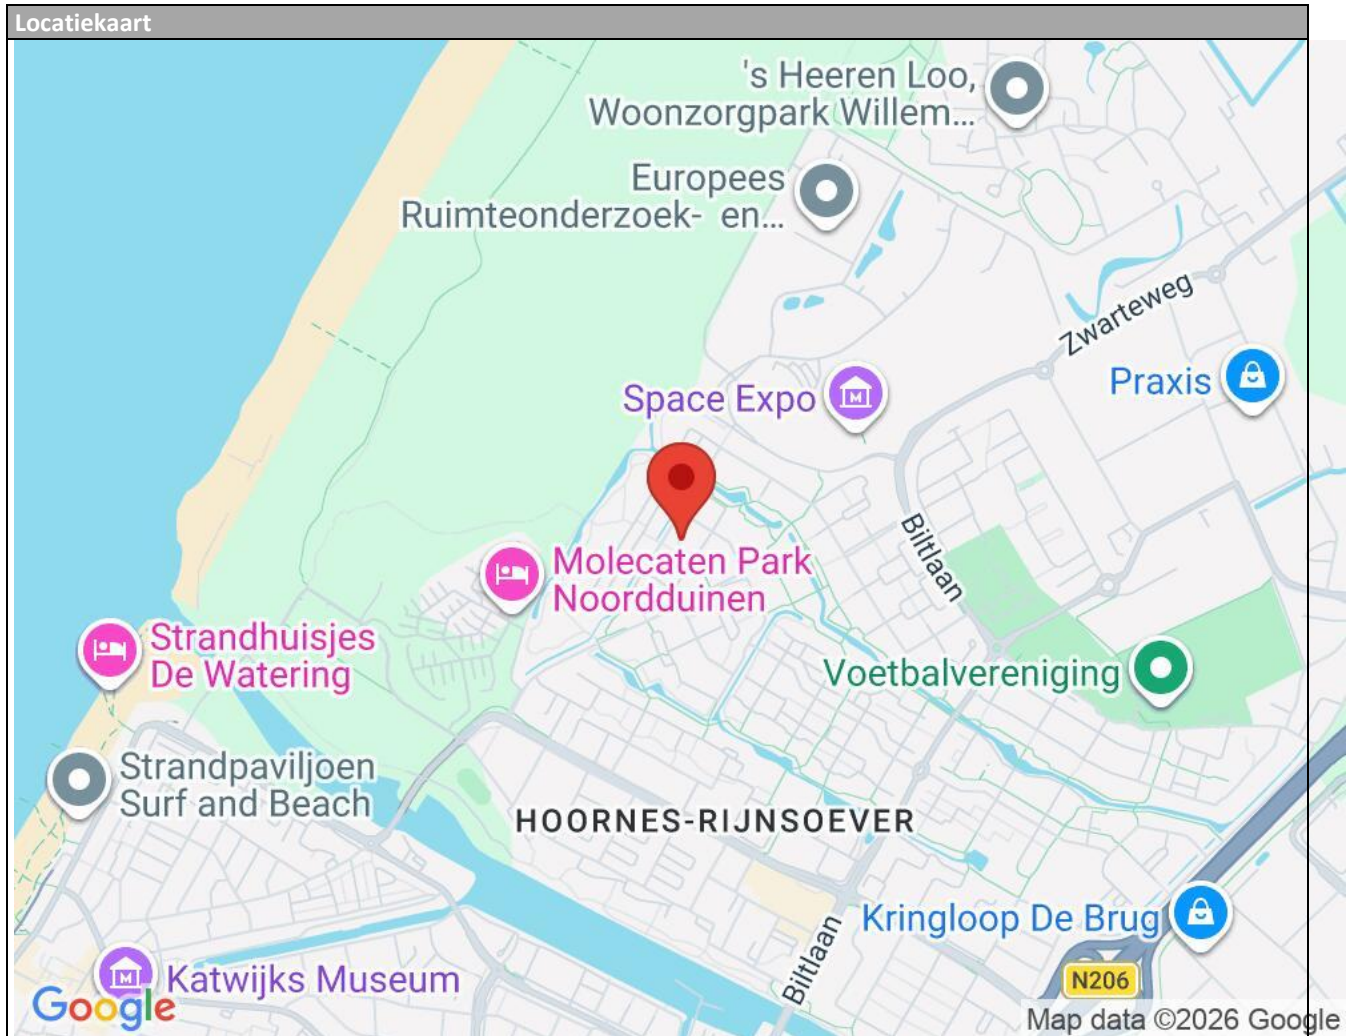 Locatiekaart
's Heeren Loo,
Woonzorgpark Willem...
Europees
Ruimteonderzoek- en...
Zwarteweg
Praxis
Space Expo
Biltlaan
Molecaten Park
Noordduinen
Strandhuisjes
De Watering
Voetbalvereniging
Strandpaviljoen
Surf and Beach
HOORNES-RIJNSOEVER
Kringloop De Brug
Biltlaan
Katwijks Museum
N206
Google
Map data ©2026 Google